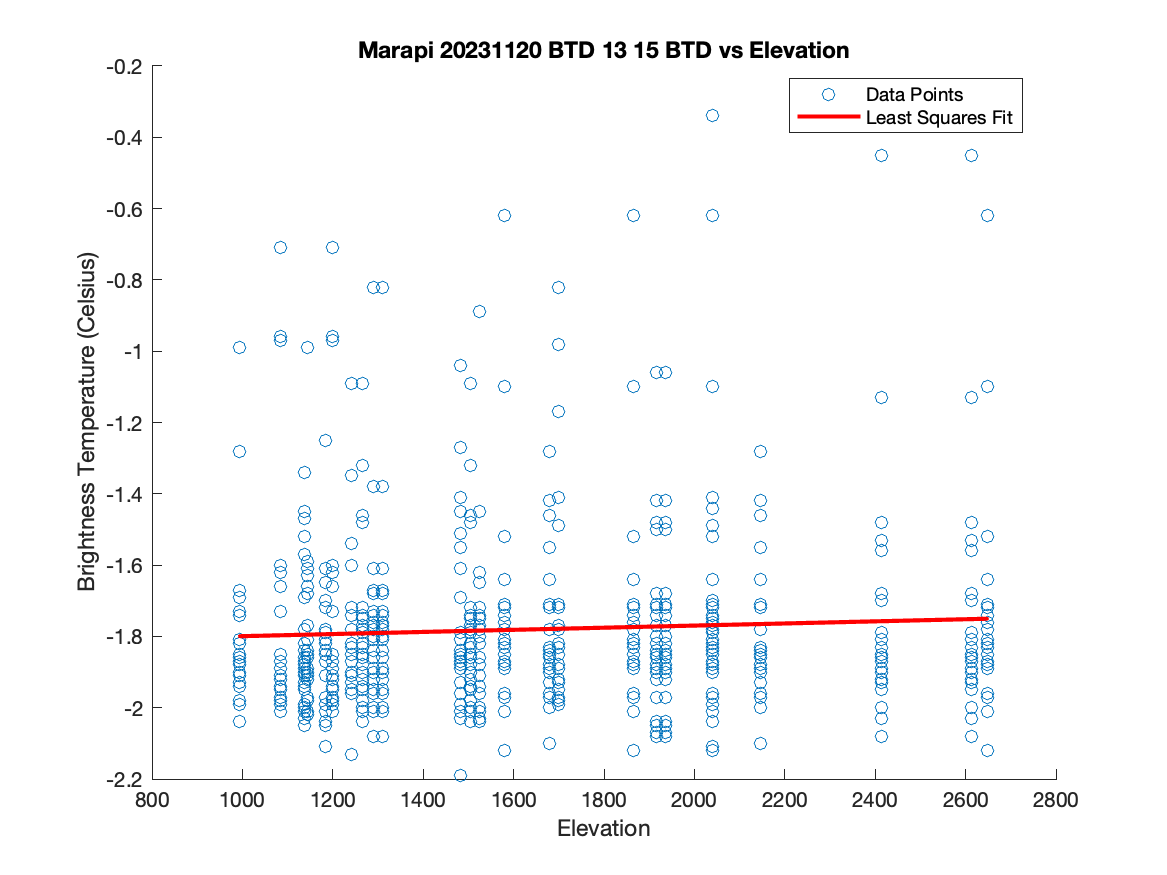 Marapi 20231120 BTD 13 15 BTD vs Elevation
Data Points
Least Squares Fit
Brightness Temperature (Celsius)
-0.2
-0.4
-0.6
-0.8
-1
-1.2
-1.4
-1.6
-1.8
-2
-2.2
800 1000 1200 1400 1600 1800 2000 2200 2400 2600 2800
Elevation